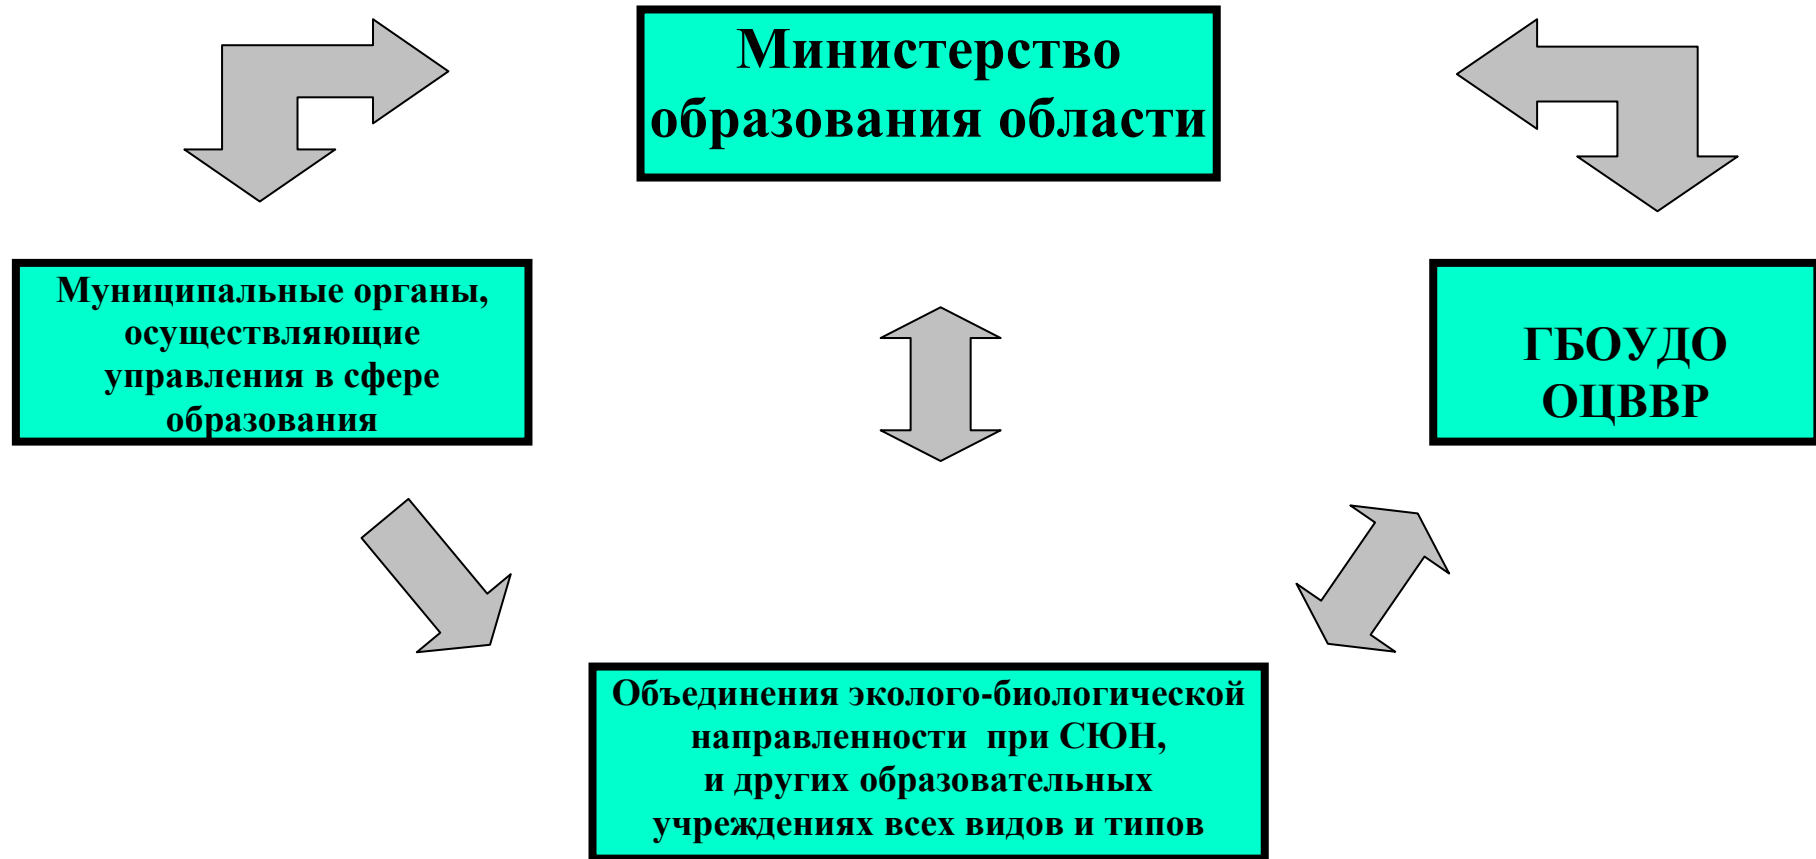 Министерство
образования области
Муниципальные органы,
осуществляющие
управления в сфере
образования
ГБОУДО
ОЦВВР
Объединения эколого-биологической
направленности при СЮН,
и других образовательных
учреждениях всех видов и типов